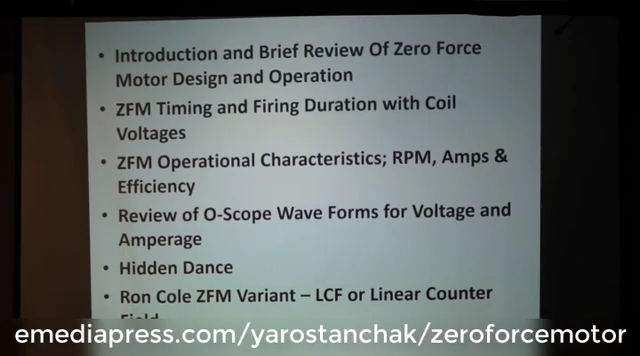 • Introduction and Brief Review Of Zero Force
Motor Design and Operation
• ZFM Timing and Firing Duration with Coil
Voltages
• ZFM Operational Characteristics; RPM, Amps &
Efficiency
• Review of O-Scope Wave Forms for Voltage and
Amperage
• Hidden Dance
• Ron Cole ZFM Variant – LCF or Linear Counter
Field
emediapress.com/yarostanchak/zeroforcemotor